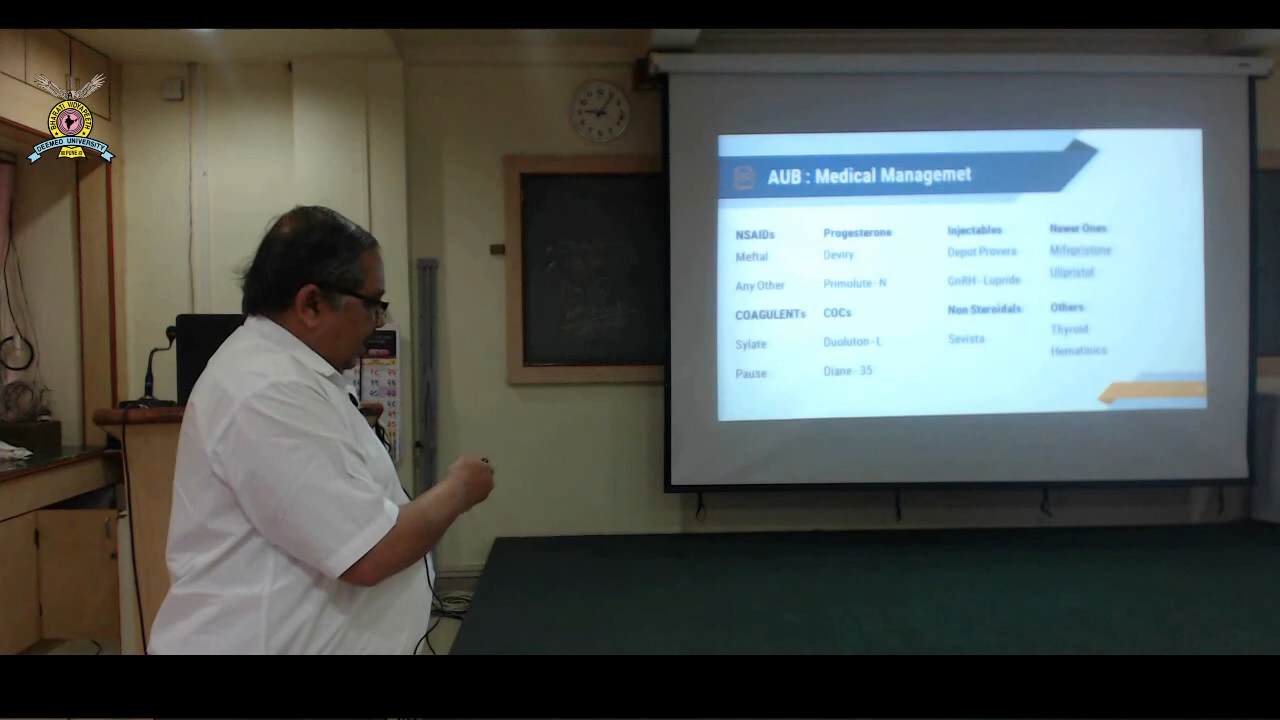 BHARATI VIDYAPEETH
DEEMED UNIVERSITY
AUB : Medical Managemet
NSAIDs
Meftal
Any Other
COAGULENTs
Sylate
Pause
Progesterone
Deviry
Primolute - N
COCs
Duoluton - L
Diane - 35
Injectables
Depot Provera
GnRH - Lupride
Non Steroidals
Sevista
Newer Ones
Mifepristone
Ulipristol
Others
Thyroid
Hematinics